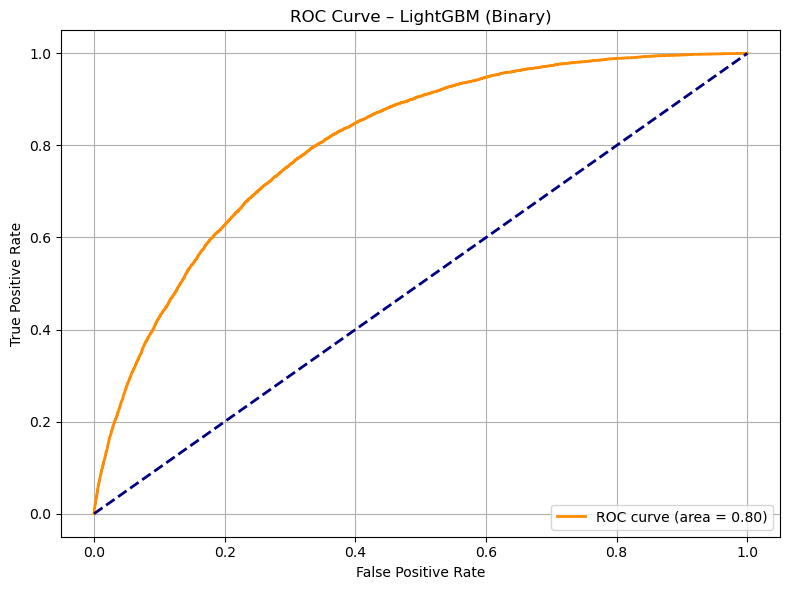 ROC Curve – LightGBM (Binary)
True Positive Rate
1.0
0.8
0.6
0.4
0.2
0.0
ROC curve (area = 0.80)
0.0 0.2 0.4 0.6 0.8 1.0
False Positive Rate